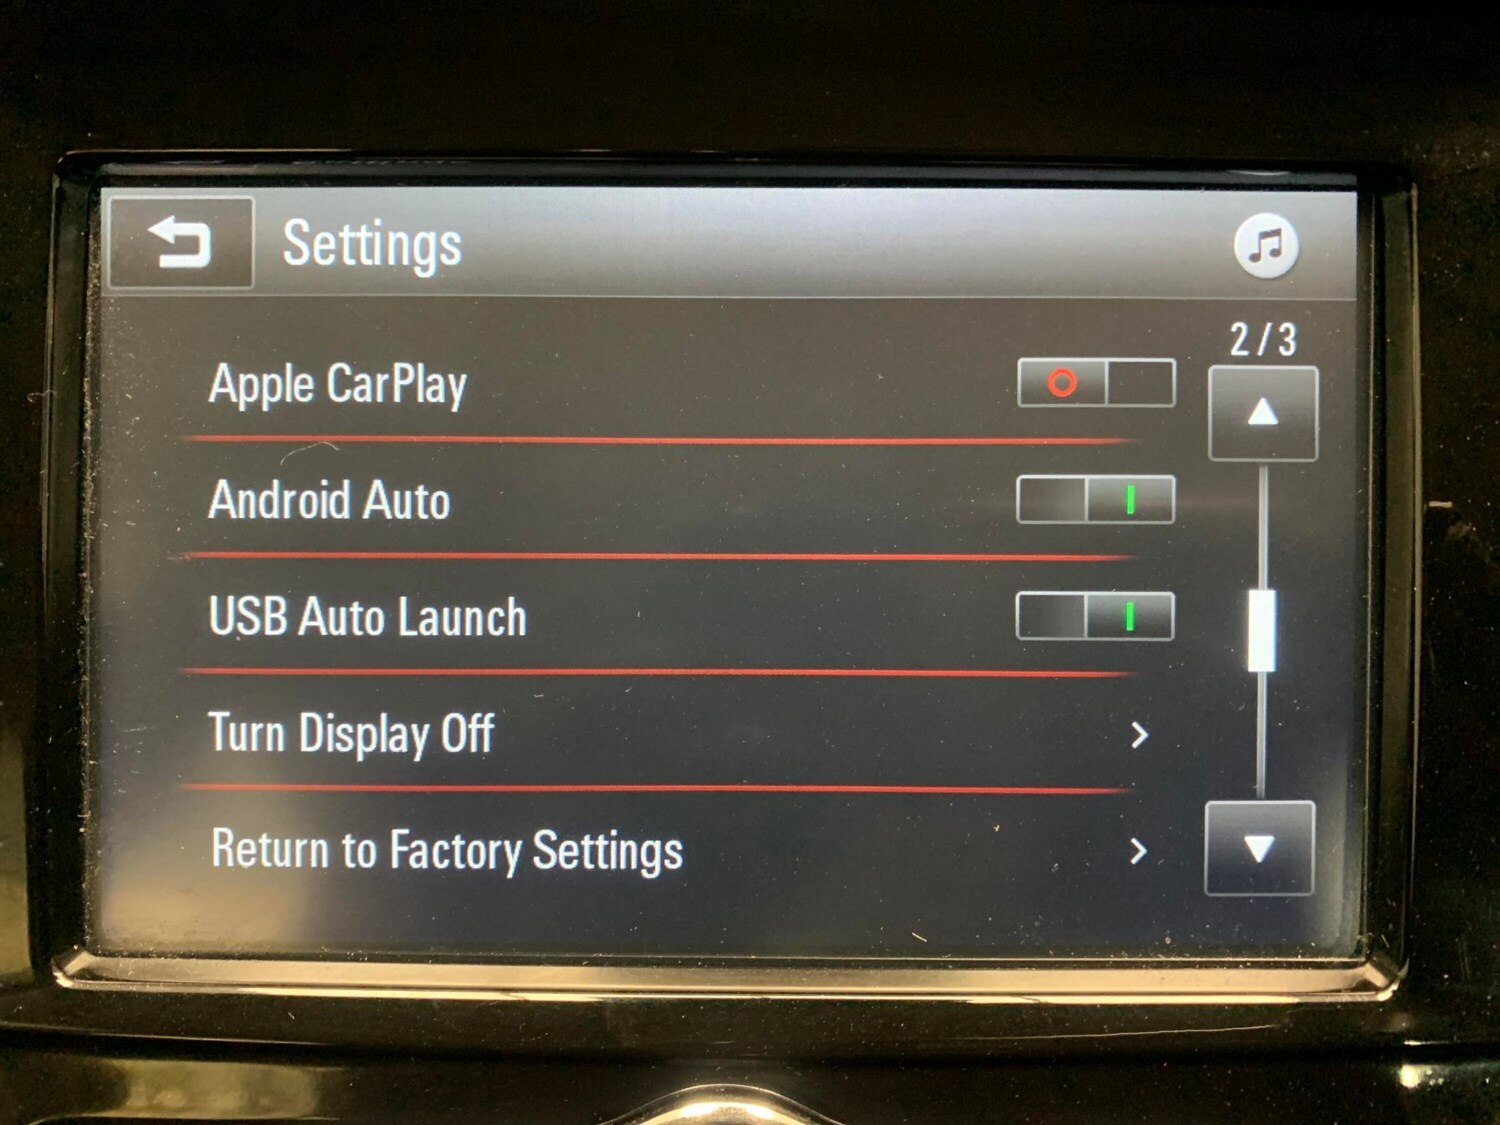 Settings
2/3
Apple CarPlay
Android Auto
USB Auto Launch
Turn Display Off
Return to Factory Settings